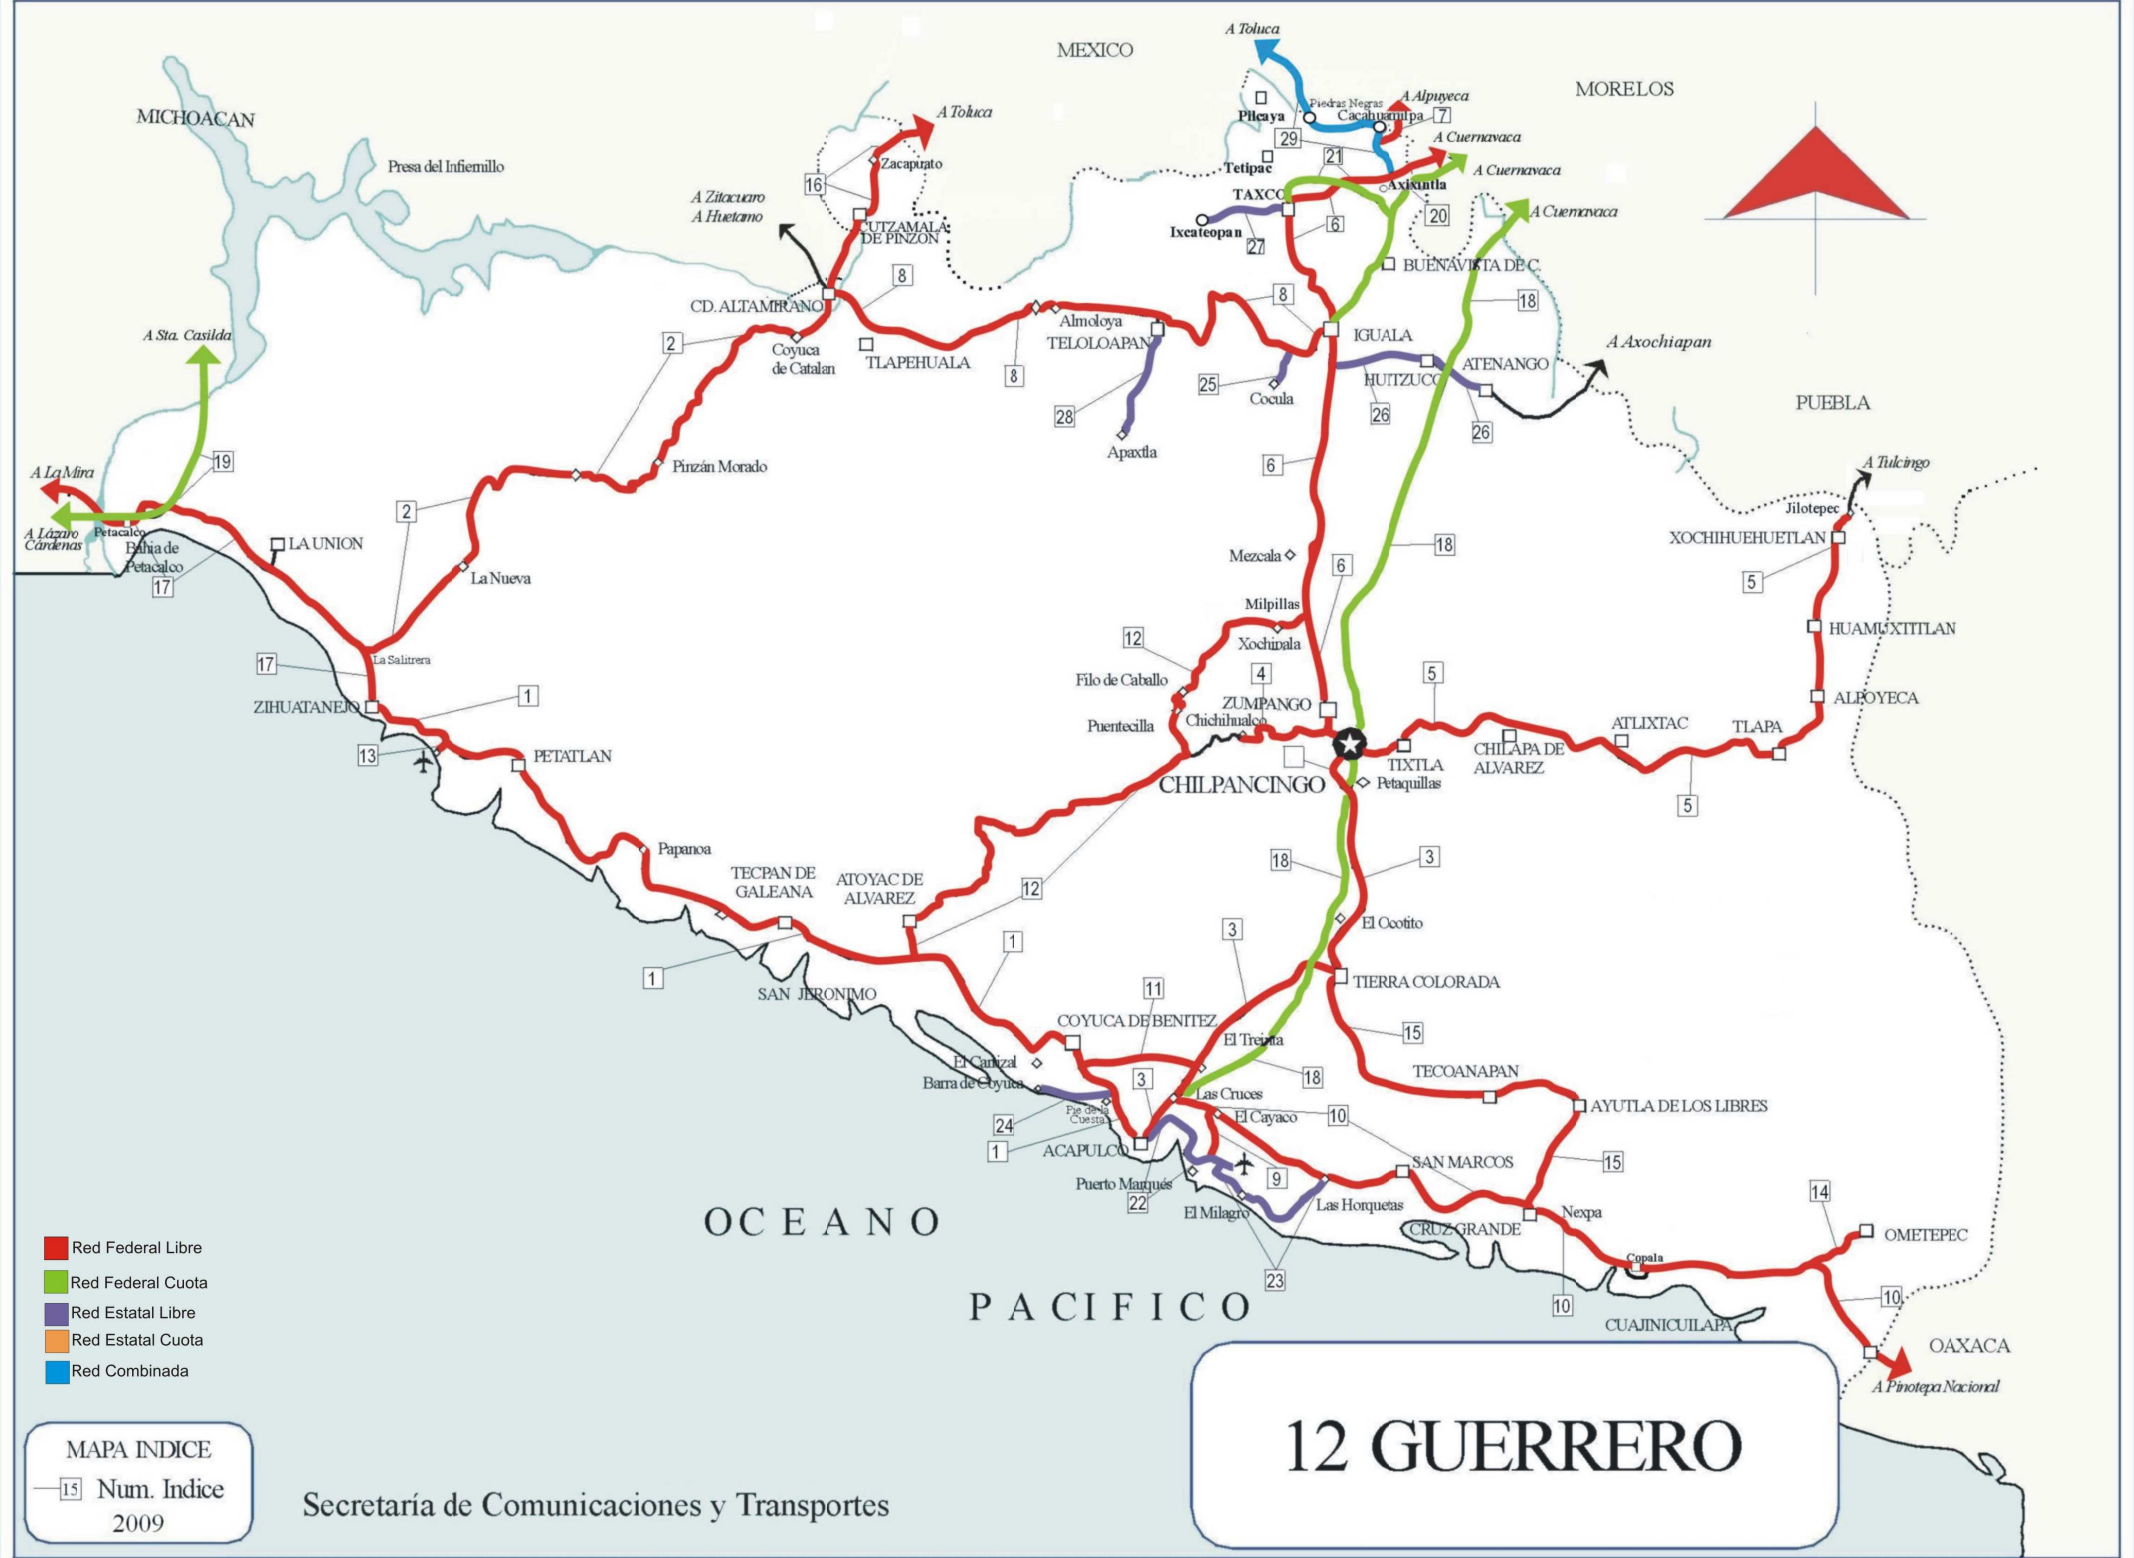 A Toluca
MEXICO
MORELOS
MICHOACAN
Presa del Infiernillo
A Toluca
Zacapuato
16
A Zitacuaro
A Huetamo
CUTZAMALA
DE PINZON
Pilcaya
Piedras Negras
Cacahuamilpa
A Alpuyeca
7
29
A Cuernavaca
21
Tetipac
A Cuernavaca
TAXCO
Axixintla
Ixcateopan
27
6
20
A Cuernavaca
BUENAVISTA DE C.
8
CD. ALTAMIRANO
8
18
A Sta. Casilda
2
Coyuca
de Catalan
TLAPEHUALA
Almoloya
TELOLOAPAN
8
IGUALA
A Axochiapan
HUITZUCO
ATENANGO
25
Cocula
26
26
28
Apaxtla
PUEBLA
A La Mira
19
Pinzán Morado
6
A Tulcingo
2
Jilotepec
A Lázaro
Cárdenas
Petacalco
Bahia de
Petacalco
17
LA UNION
XOCHIHUEHUETLAN
18
Mezcala
6
5
La Nueva
Milpillas
Xochipala
12
HUAMUXTITLAN
17
La Salitrera
Filo de Caballo
4
5
ZIHUATANEJO
1
ZUMPANGO
Chichihualco
Puentecilla
ALPOYECA
ATLIXTAC
TLAPA
13
PETATLAN
TIXTLA
CHILAPA DE
ALVAREZ
CHILPANCINGO
Petaquillas
5
Papanoa
18
3
TECPAN DE
GALEANA
ATOYAC DE
ALVAREZ
12
El Ocotito
3
1
1
SAN JERONIMO
TIERRA COLORADA
11
COYUCA DE BENITEZ
El Treinta
15
El Carrizal
Barra de Coyuca
3
18
TECOANAPAN
Las Cruces
AYUTLA DE LOS LIBRES
24
Pie de la
Cuesta
El Cayaco
10
1
ACAPULCO
SAN MARCOS
15
Puerto Marqués
9
22
El Milagro
Las Horquetas
Nexpa
14
CRUZ GRANDE
OMETEPEC
OCEANO
PACIFICO
23
10
Copala
10
CUAJINICUILAPA
OAXACA
A Pinotepa Nacional
Red Federal Libre
Red Federal Cuota
Red Estatal Libre
Red Estatal Cuota
Red Combinada
12 GUERRERO
MAPA INDICE
15 Num. Indice
2009
Secretaría de Comunicaciones y Transportes